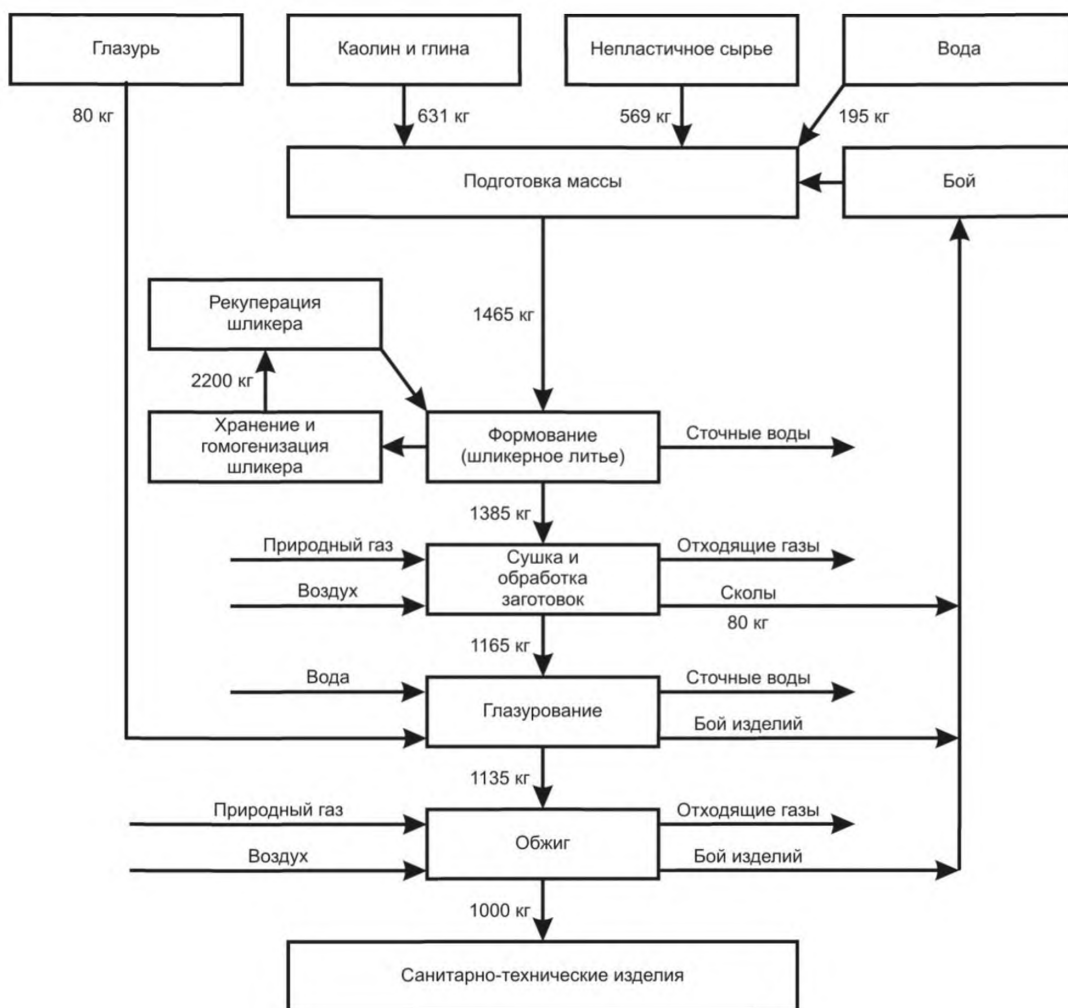 Глазурь
Каолин и глина
Непластичное сырье
Вода
80 кг
631 кг
569 кг
195 кг
Подготовка массы
Бой
Рекуперация
шликера
1465 кг
2200 кг
Хранение и
гомогенизация
шликера
Формование
(шликерное литье)
Сточные воды
1385 кг
Природный газ
Сушка и
обработка
заготовок
Отходящие газы
Воздух
Сколы
80 кг
1165 кг
Вода
Глазурование
Сточные воды
Бой изделий
1135 кг
Природный газ
Обжиг
Отходящие газы
Воздух
Бой изделий
1000 кг
Санитарно-технические изделия